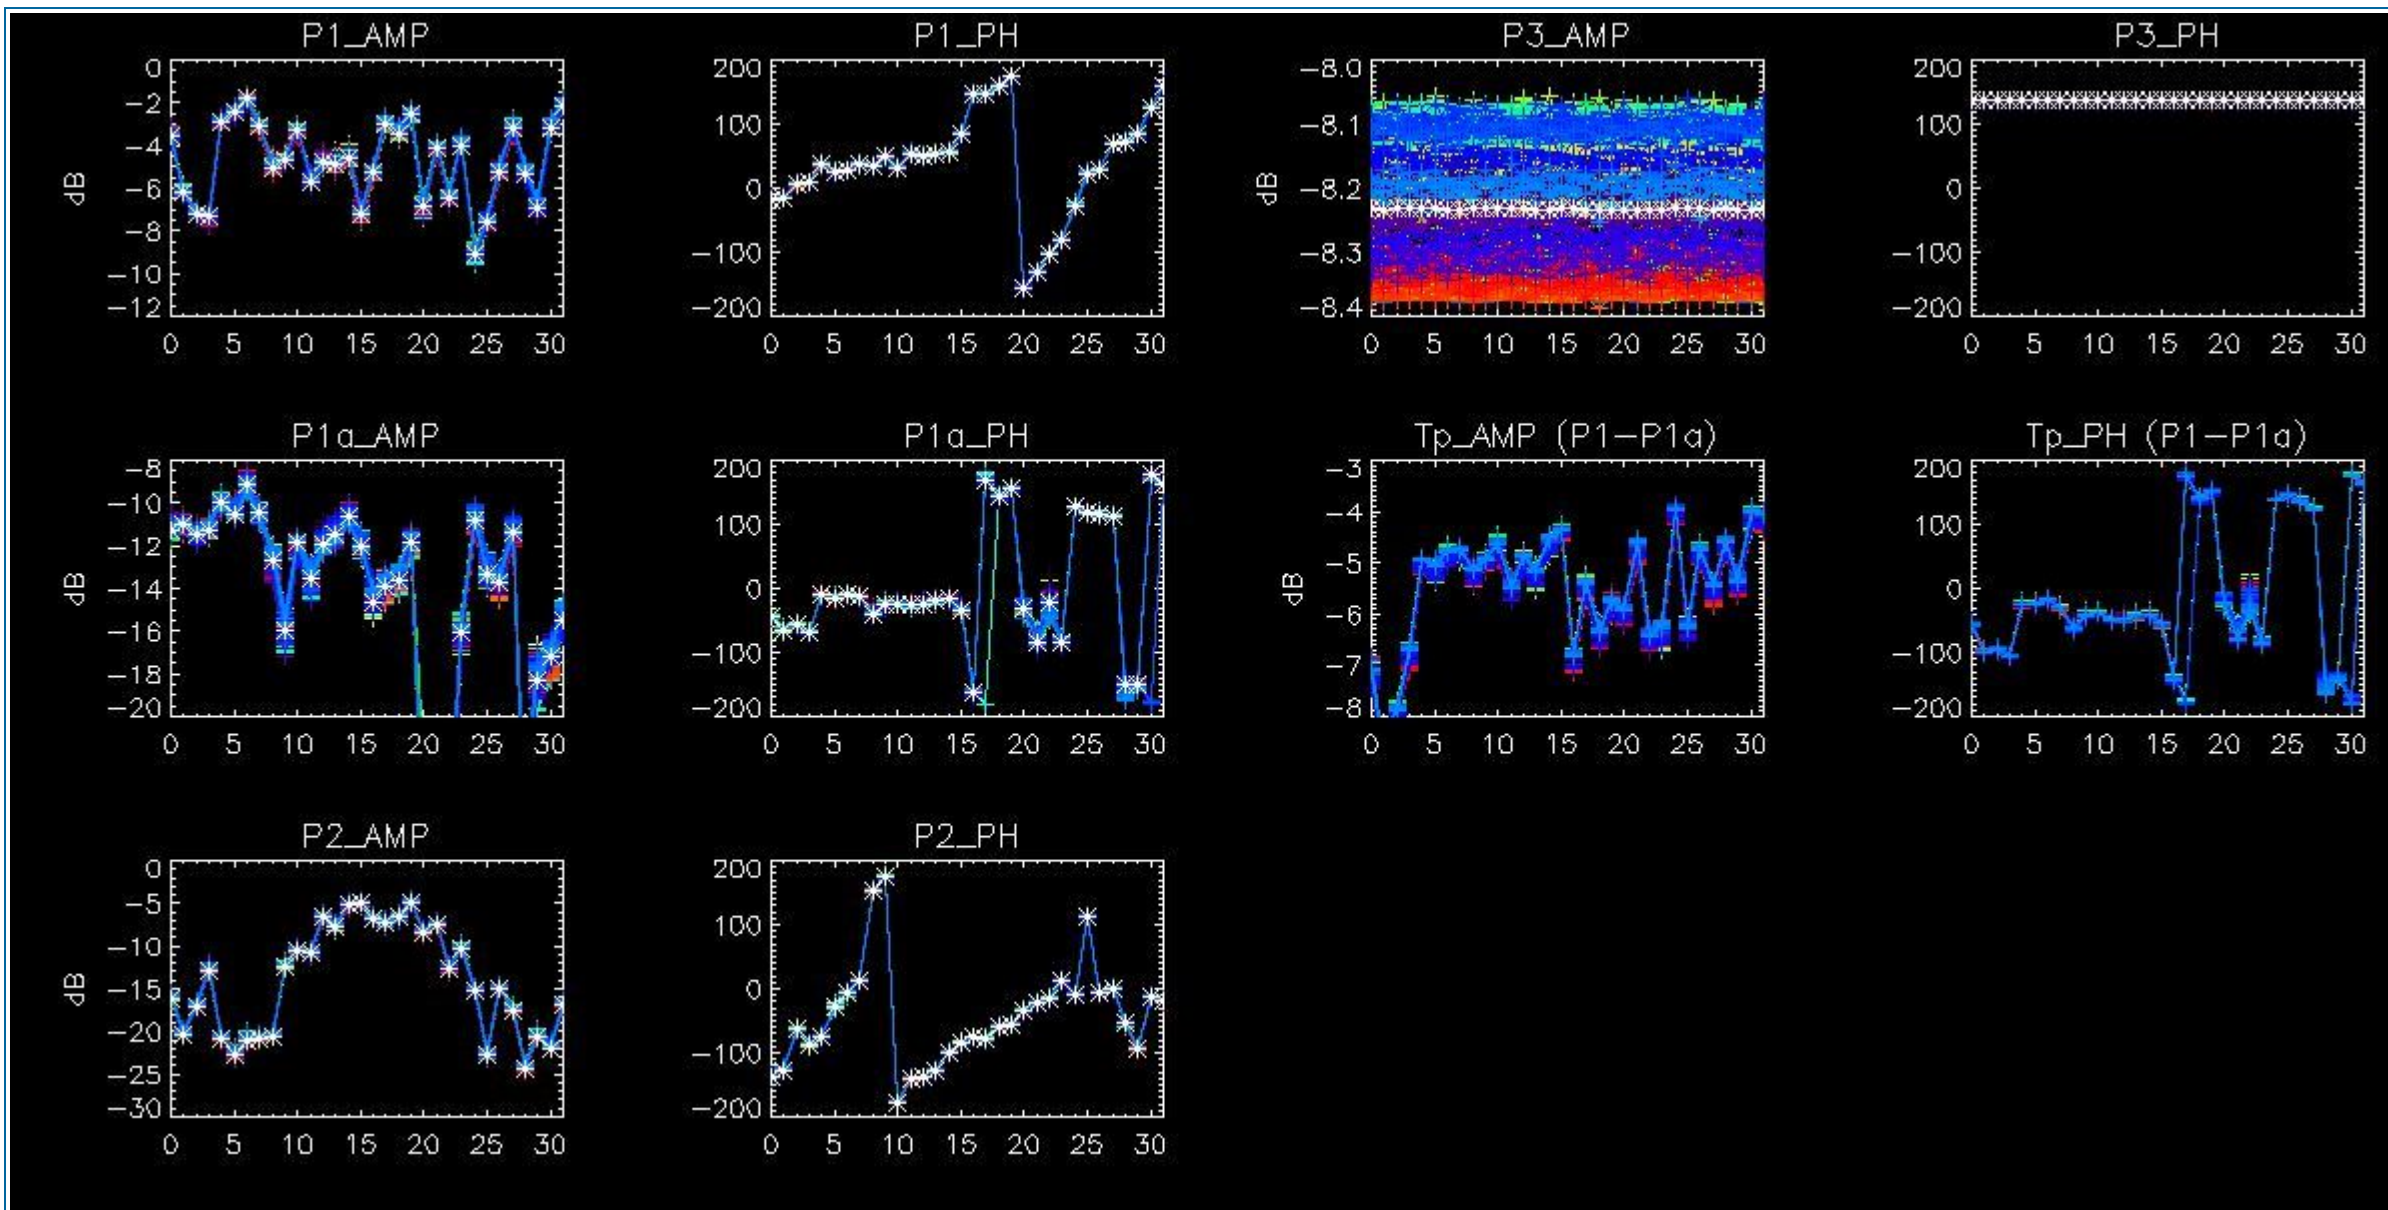 P1_AMP
P1_PH
P3_AMP
P3_PH
0
−2
−4
−6
−8
−10
−12
dB
0 5 10 15 20 25 30
200
100
0
−100
−200
0 5 10 15 20 25 30
−8.0
−8.1
−8.2
−8.3
−8.4
dB
0 5 10 15 20 25 30
200
100
0
−100
−200
0 5 10 15 20 25 30
P1a_AMP
P1a_PH
Tp_AMP (P1−P1a)
Tp_PH (P1−P1a)
−8
−10
−12
−14
−16
−18
−20
dB
0 5 10 15 20 25 30
200
100
0
−100
−200
0 5 10 15 20 25 30
−3
−4
−5
−6
−7
−8
dB
0 5 10 15 20 25 30
200
100
0
−100
−200
0 5 10 15 20 25 30
P2_AMP
P2_PH
0
−5
−10
−15
−20
−25
−30
dB
0 5 10 15 20 25 30
200
100
0
−100
−200
0 5 10 15 20 25 30